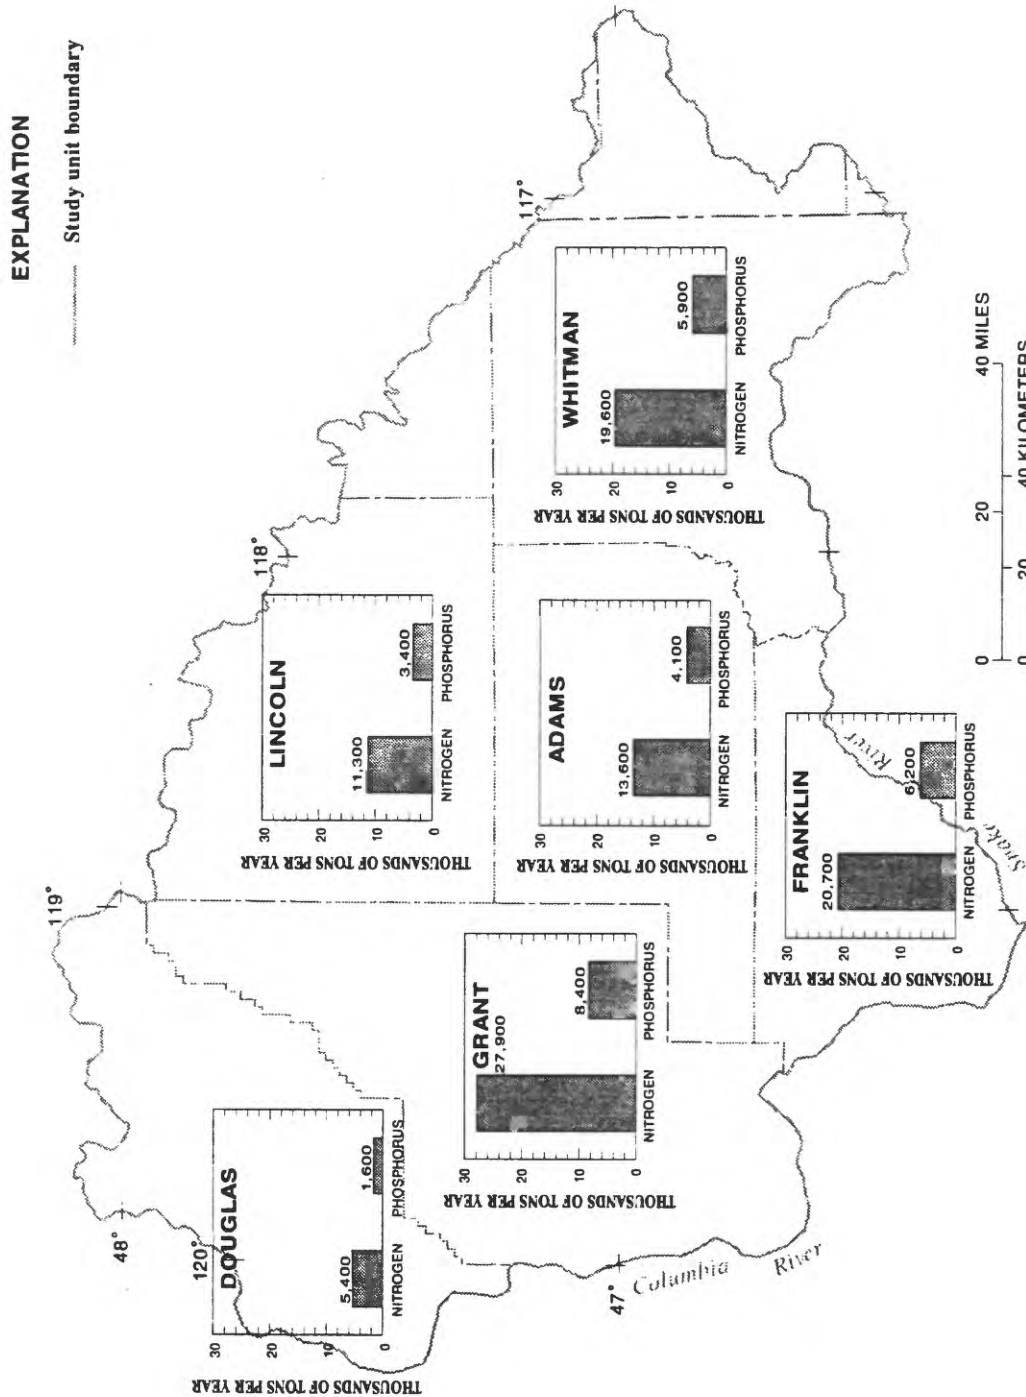 EXPLANATION
Study unit boundary
119°
118°
117°
48°
120°
47°
DOUGLAS
THOUSANDS OF TONS PER YEAR
30
20
10
0
5,400
1,600
NITROGEN
PHOSPHORUS
GRANT
THOUSANDS OF TONS PER YEAR
30
20
10
0
27,900
8,400
NITROGEN
PHOSPHORUS
LINCOLN
THOUSANDS OF TONS PER YEAR
30
20
10
0
11,300
3,400
NITROGEN
PHOSPHORUS
ADAMS
THOUSANDS OF TONS PER YEAR
30
20
10
0
13,600
4,100
NITROGEN
PHOSPHORUS
WHITMAN
THOUSANDS OF TONS PER YEAR
30
20
10
0
19,600
5,900
NITROGEN
PHOSPHORUS
FRANKLIN
THOUSANDS OF TONS PER YEAR
30
20
10
0
20,700
6,200
NITROGEN
PHOSPHORUS
Columbia River
Snake River
0 20 40 MILES
0 20 40 KILOMETERS